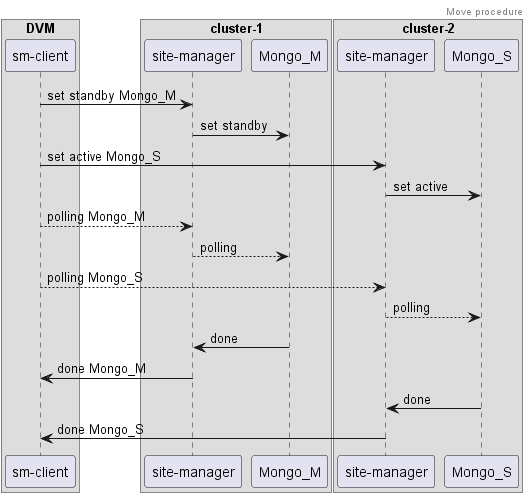 Move procedure
DVM
cluster-1
cluster-2
sm-client
site-manager
Mongo_M
site-manager
Mongo_S
set standby Mongo_M
set standby
set active Mongo_S
set active
polling Mongo_M
polling
polling Mongo_S
polling
done
done Mongo_M
done
done Mongo_S
sm-client
site-manager
Mongo_M
site-manager
Mongo_S